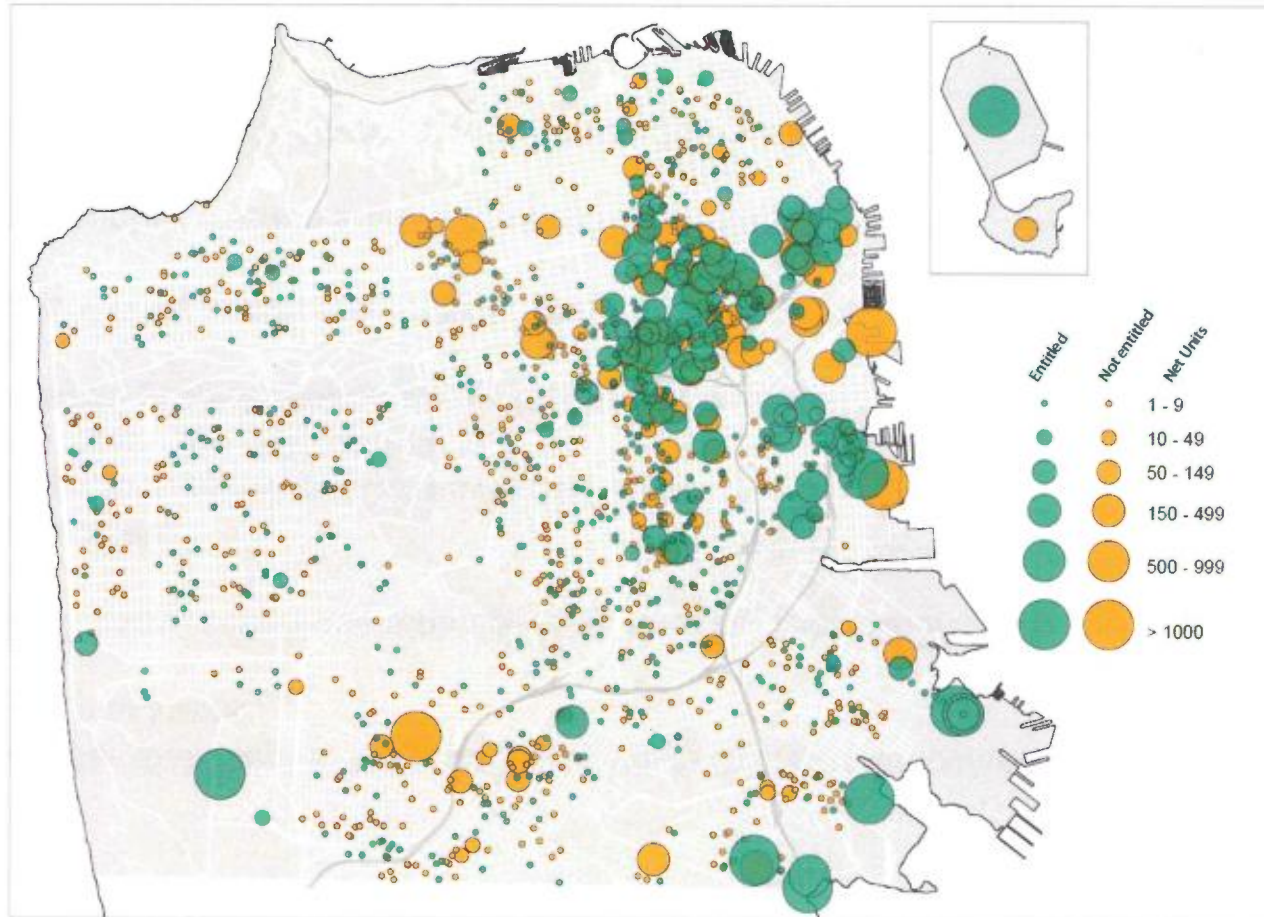 Entitled
Not entitled
Net Units
1 - 9
10 - 49
50 - 149
150 - 499
500 - 999
> 1000